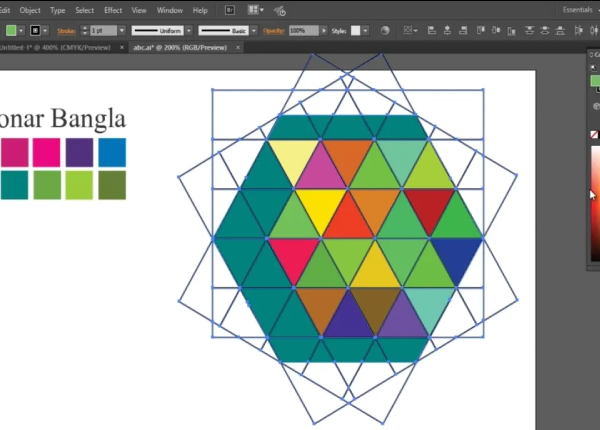 Edit Object Type Select Effect View Window Help Br Essentials
Stroke: 1 pt Uniform Basic Opacity: 100% Style:
Untitled-1* @ 400% (CMYK/Preview) × abc.ai* @ 200% (RGB/Preview) ×
onar Bangla